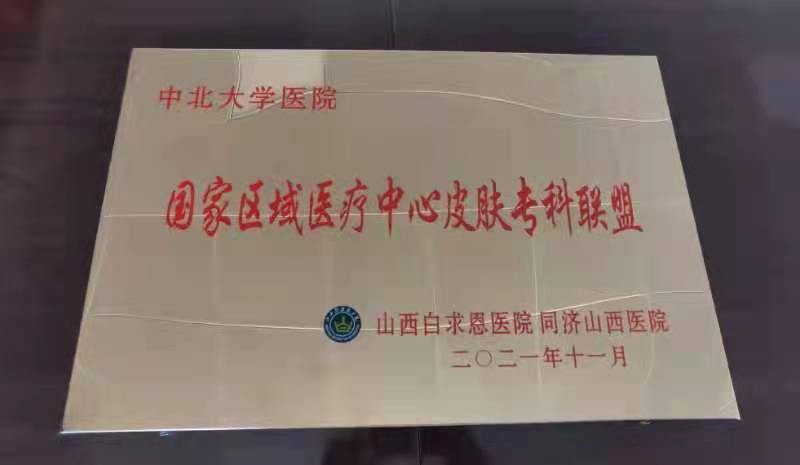 中北大学医院
国家区域医疗中心皮肤专科联盟
山西白求恩医院 同济山西医院
二〇二一年十一月